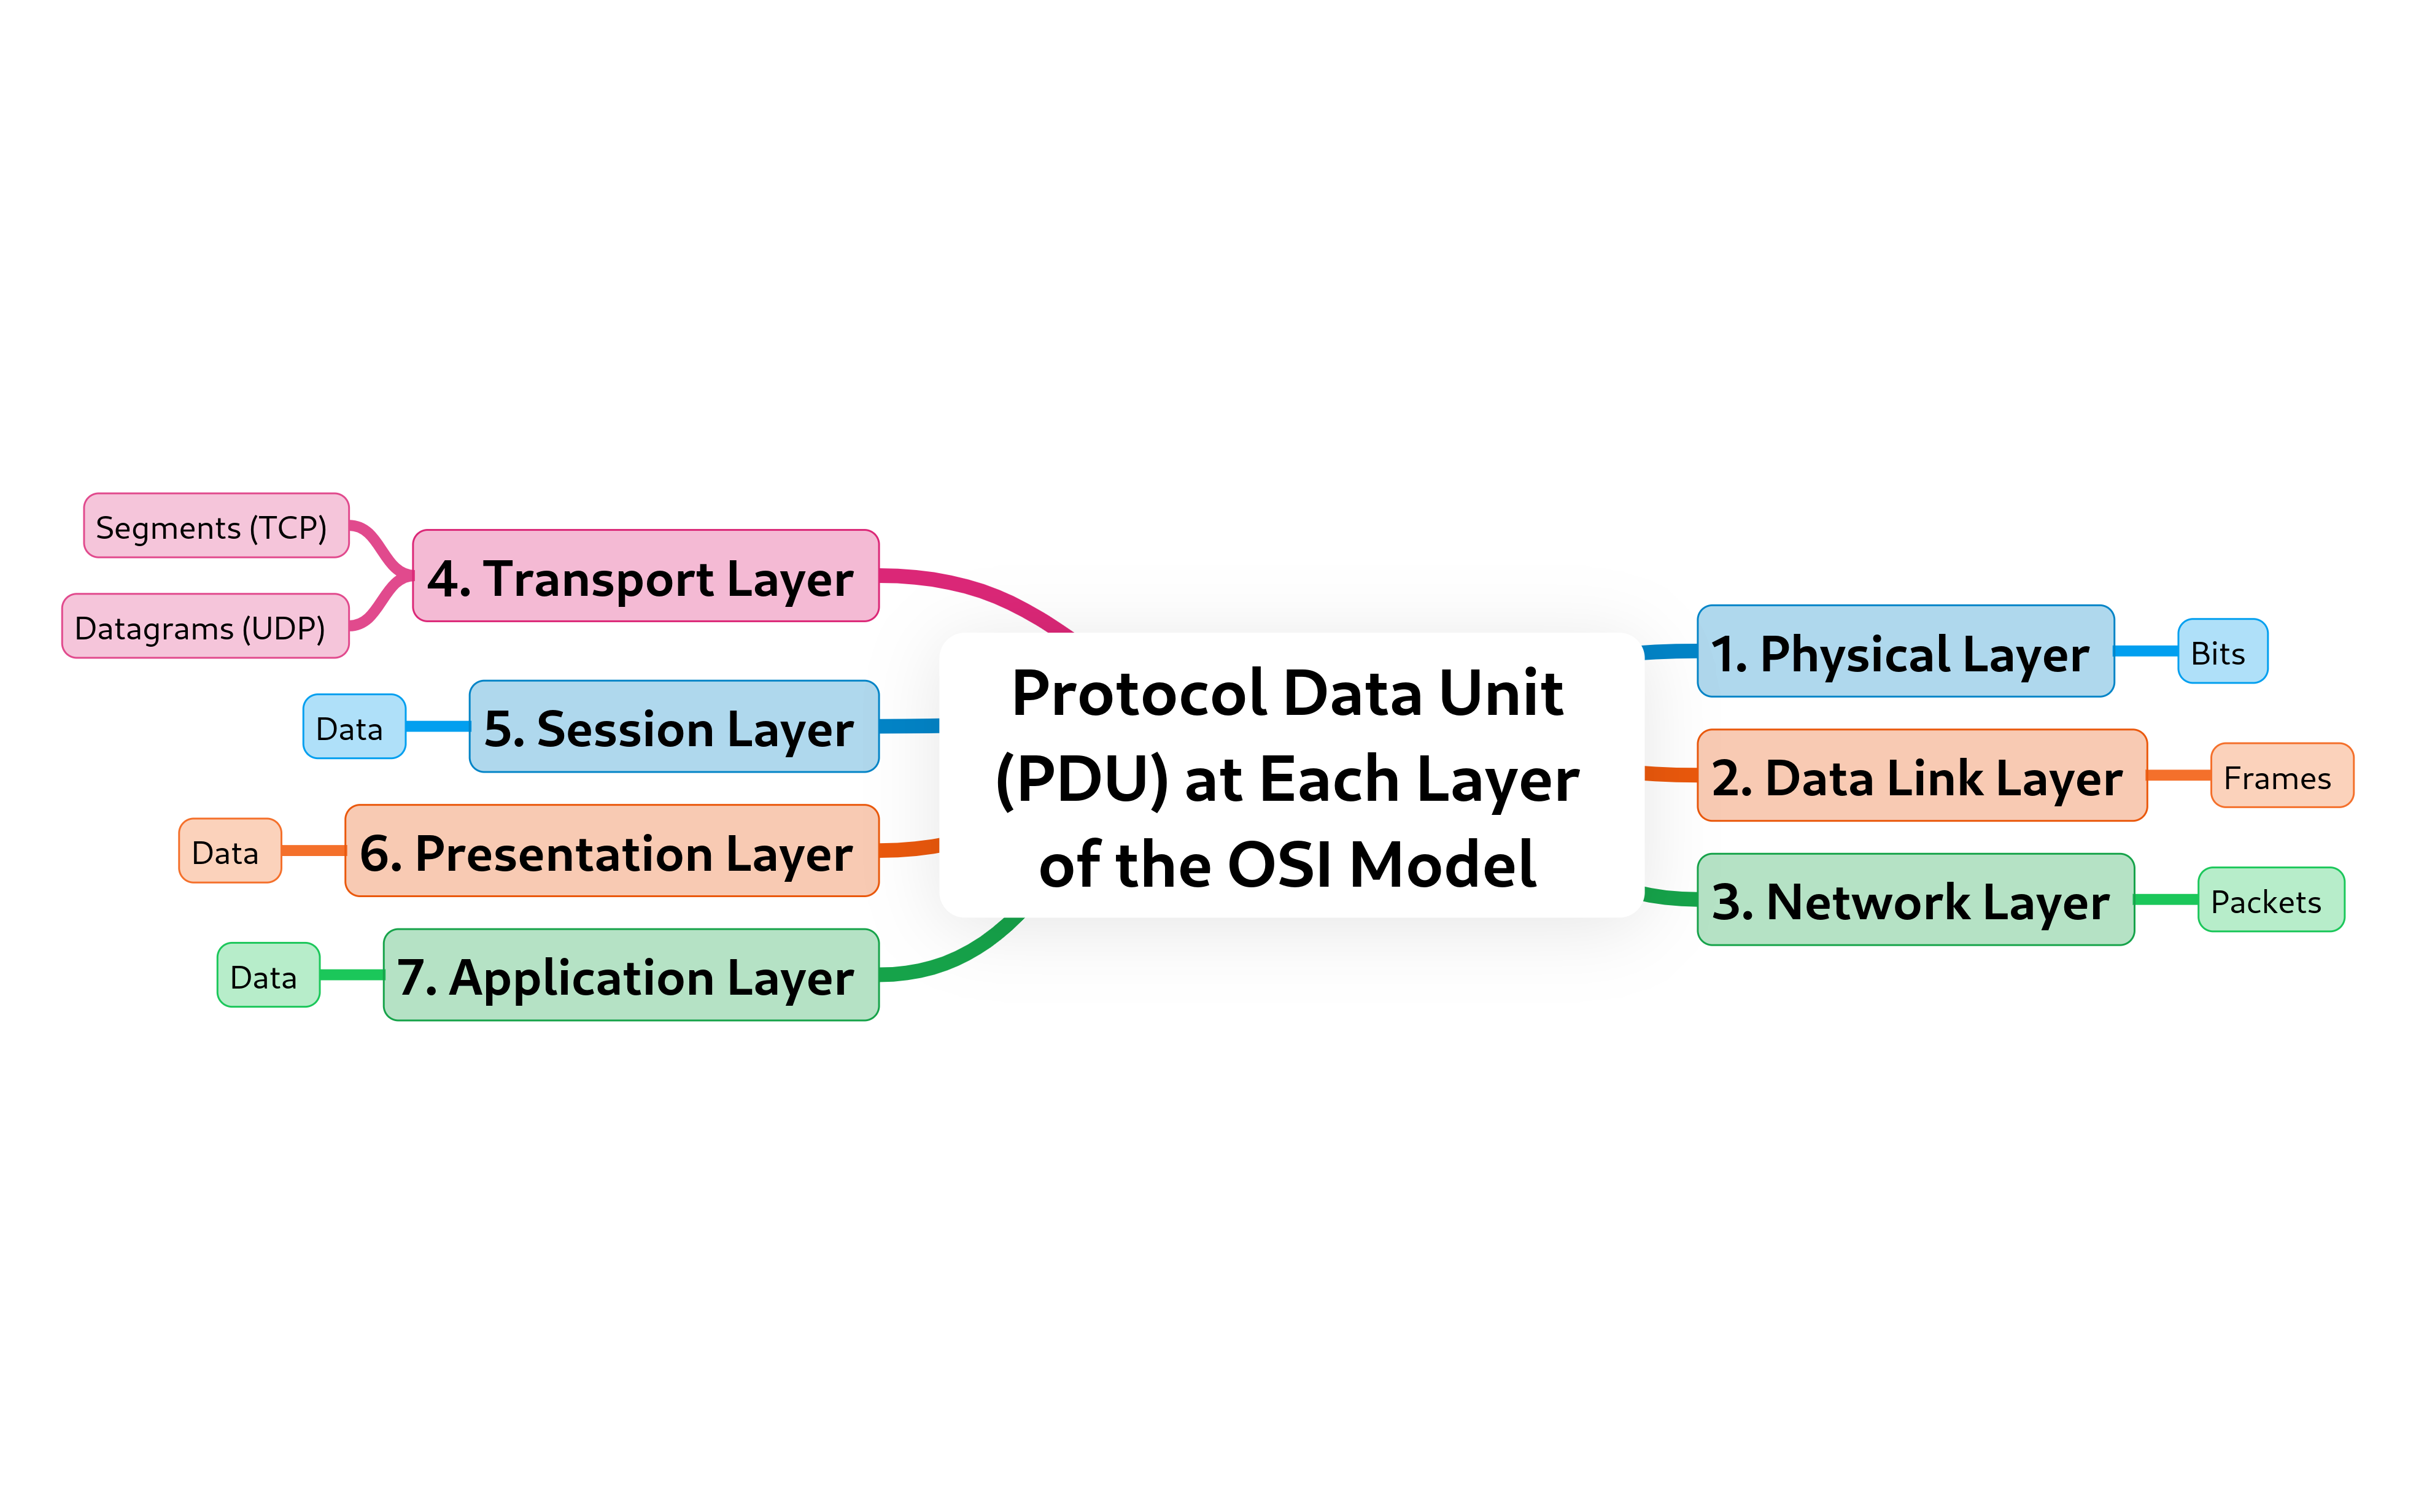 Protocol Data Unit
(PDU) at Each Layer
of the OSI Model
1. Physical Layer
Bits
2. Data Link Layer
Frames
3. Network Layer
Packets
4. Transport Layer
Segments (TCP)
Datagrams (UDP)
5. Session Layer
Data
6. Presentation Layer
Data
7. Application Layer
Data